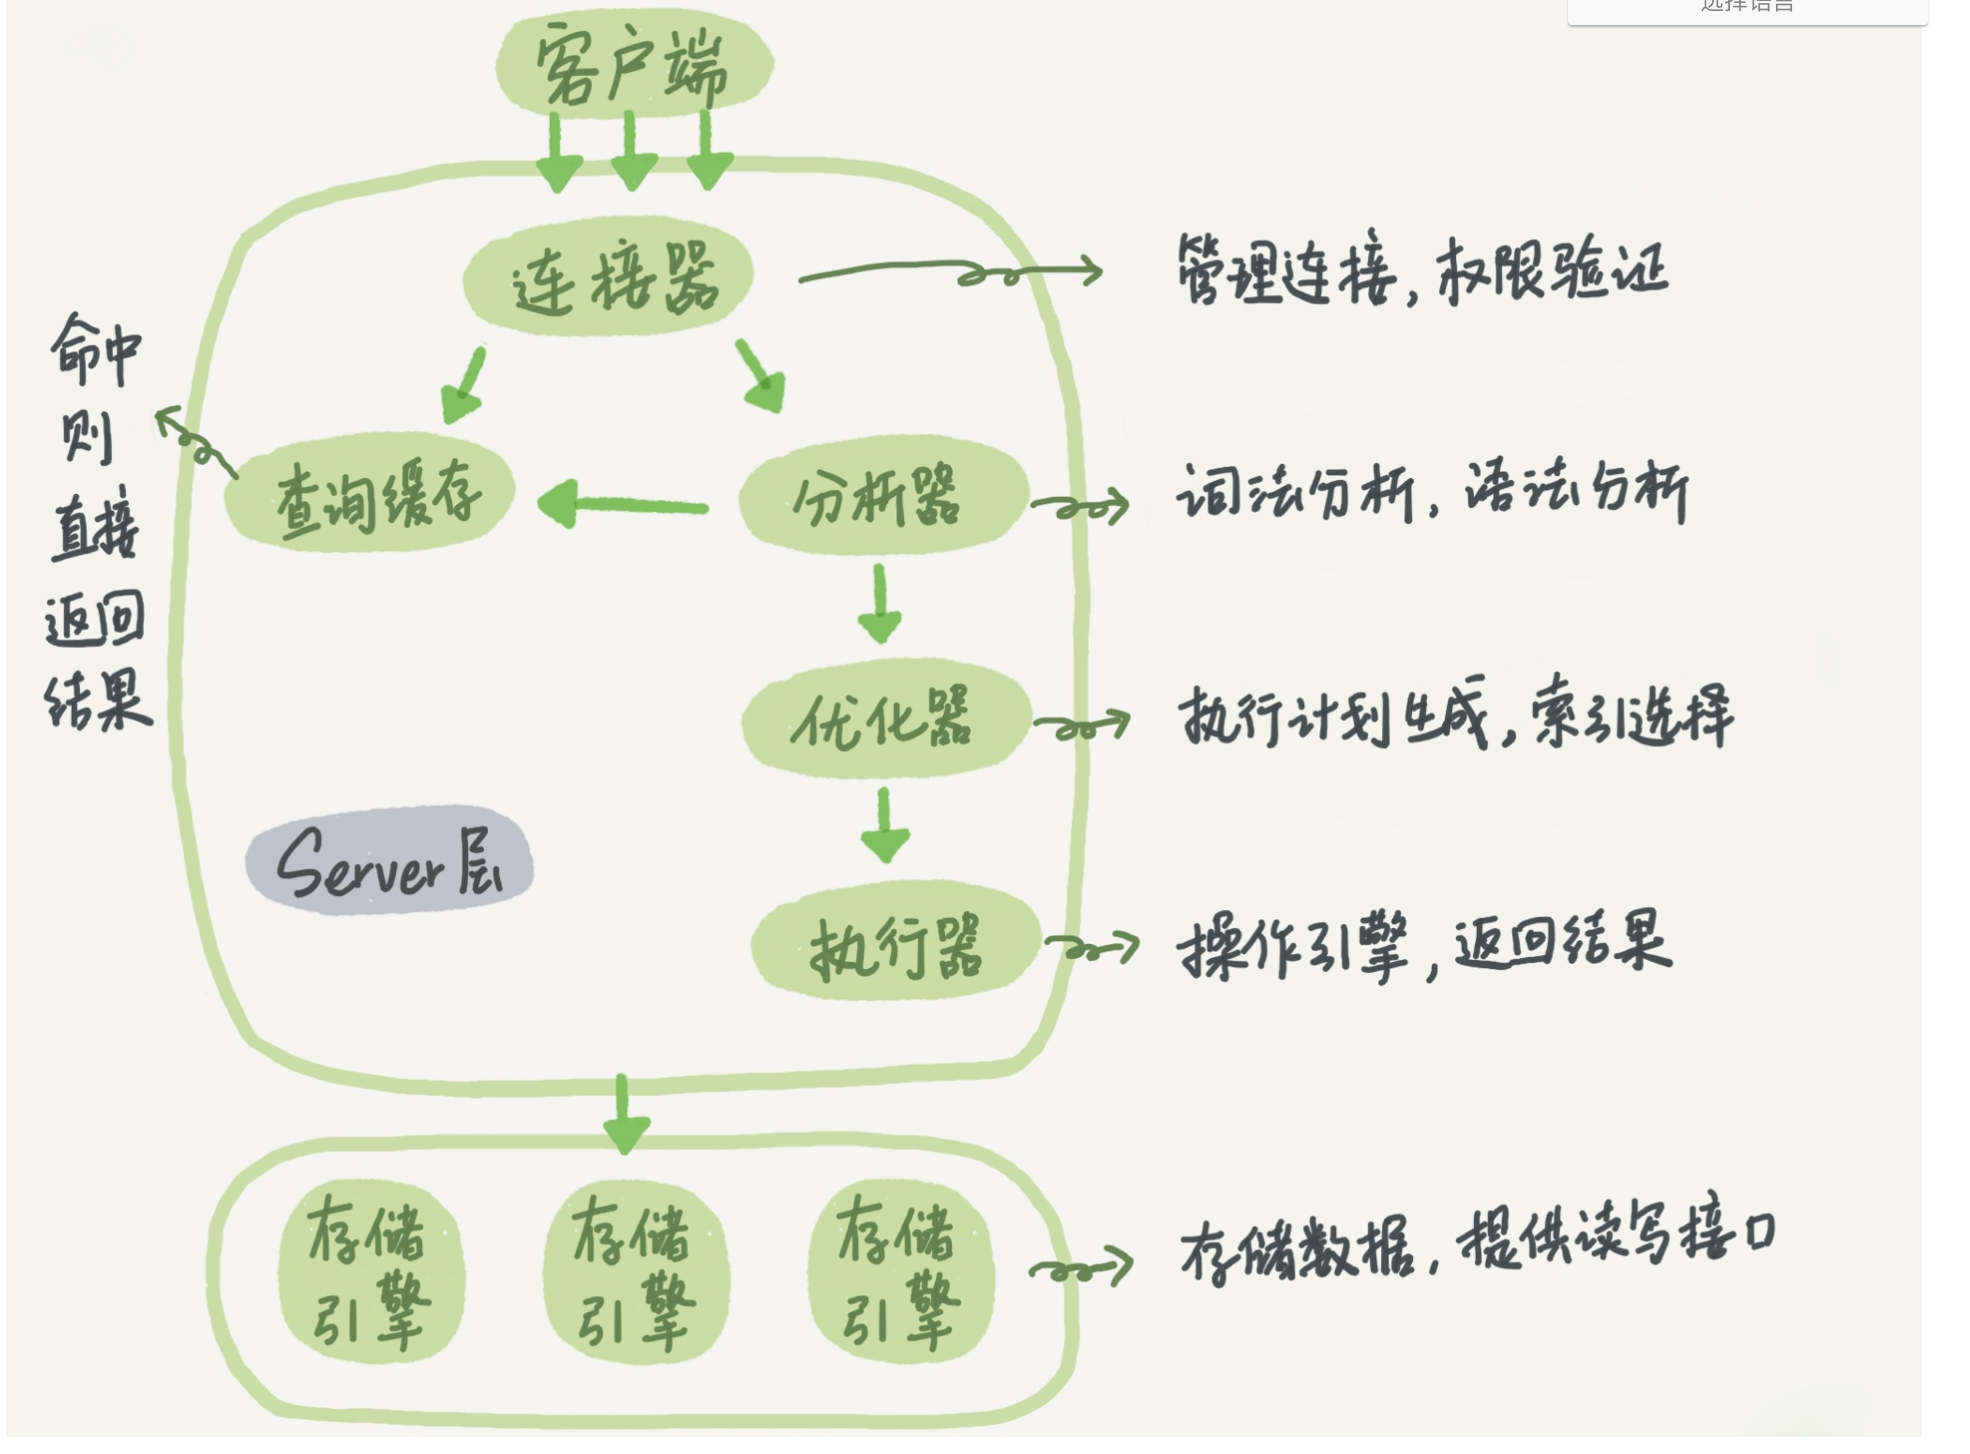 选择语言
客户端
连接器
管理连接,权限验证
命中
则
直接
返回
结果
查询缓存
分析器
词法分析,语法分析
优化器
执行计划生成,索引选择
Server层
执行器
操作引擎,返回结果
存储
引擎
存储
引擎
存储
引擎
存储数据,提供读写接口